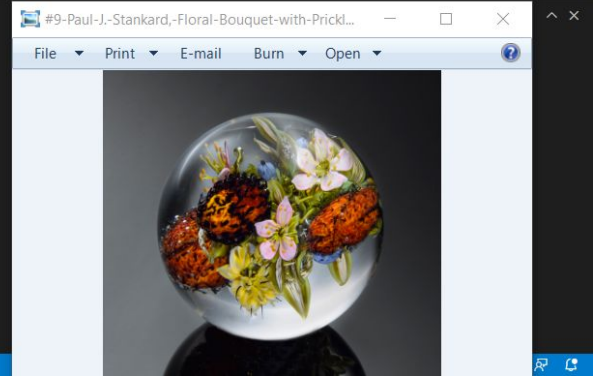 #9-Paul-J.-Stankard,-Floral-Bouquet-with-Prickl...
File Print E-mail Burn Open